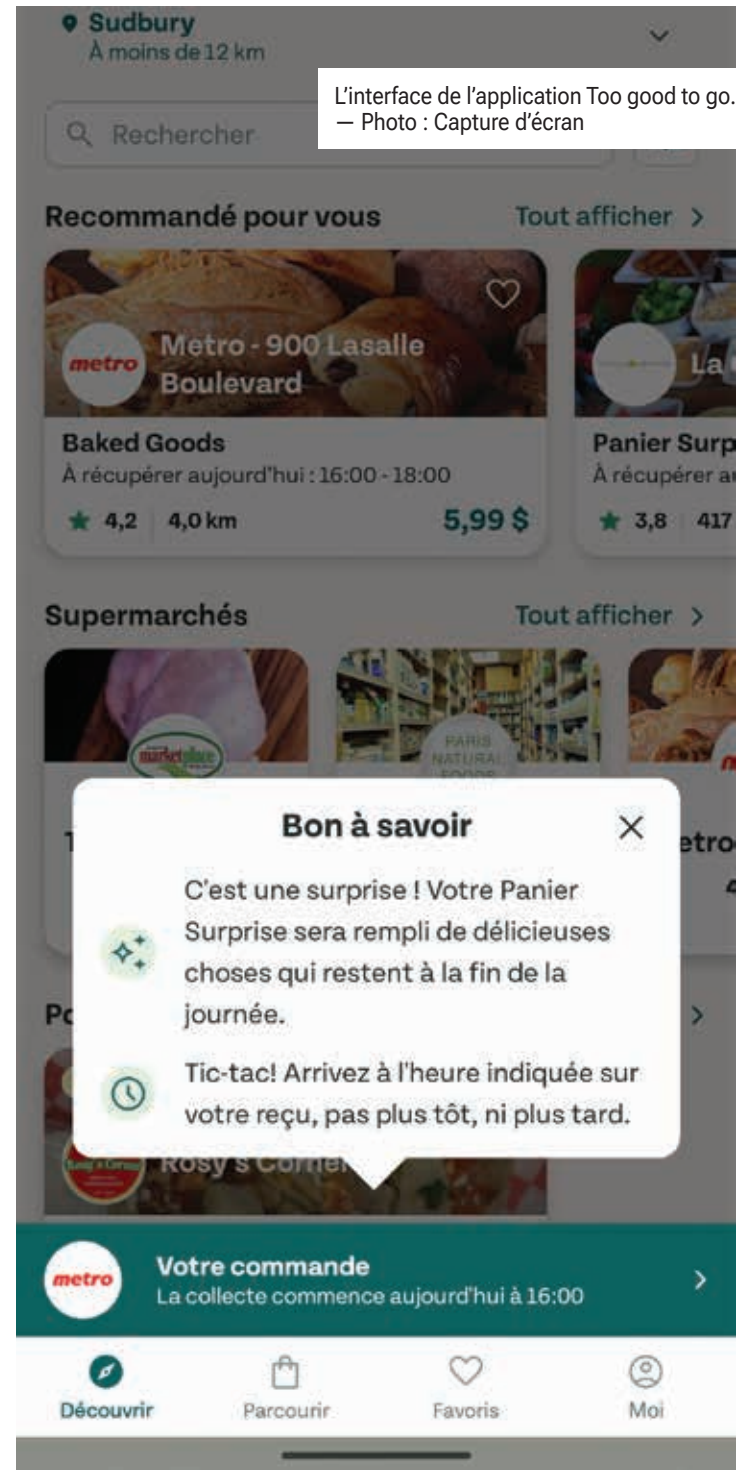 Sudbury
À moins de 12 km
L'interface de l'application Too good to go.
— Photo : Capture d'écran
Rechercher
Recommandé pour vous
Tout afficher
metro
Metro - 900 Lasalle
Boulevard
La
Baked Goods
À récupérer aujourd'hui : 16:00 - 18:00
4,2
4,0 km
5,99 $
Panier Surp
À récupérer
3,8
417
Supermarchés
Tout afficher
marketplace
PARIS
NATURAL
FOODS
etro
Bon à savoir
C'est une surprise ! Votre Panier
Surprise sera rempli de délicieuses
choses qui restent à la fin de la
journée.
Tic-tac! Arrivez à l'heure indiquée sur
votre reçu, pas plus tôt, ni plus tard.
Rosy's Corner
metro
Votre commande
La collecte commence aujourd'hui à 16:00
Découvrir
Parcourir
Favoris
Moi